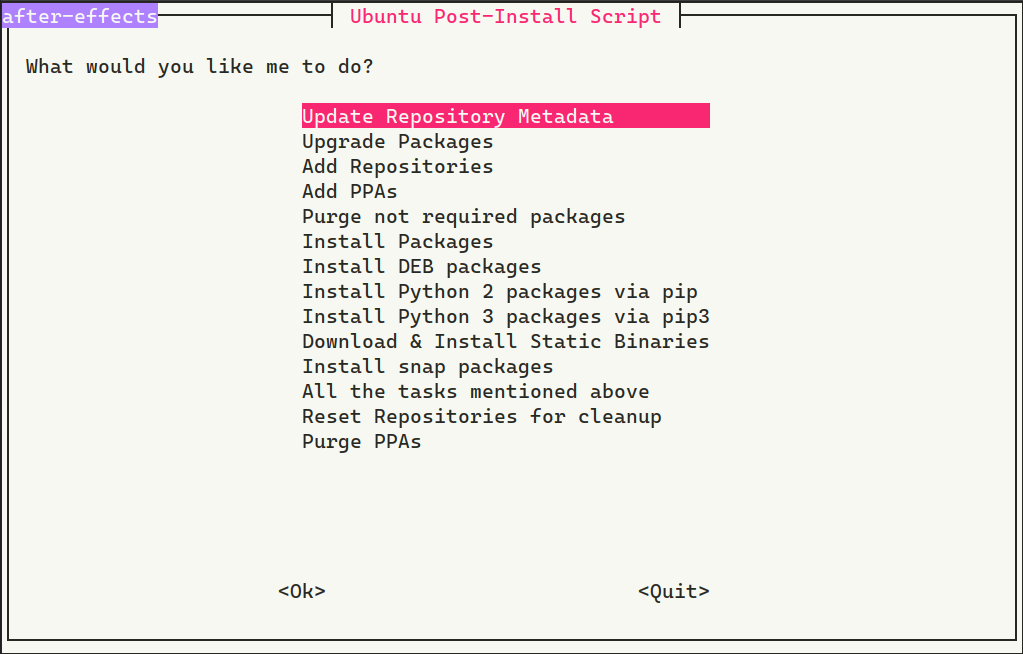 after-effects
Ubuntu Post-Install Script
What would you like me to do?
Update Repository Metadata
Upgrade Packages
Add Repositories
Add PPAs
Purge not required packages
Install Packages
Install DEB packages
Install Python 2 packages via pip
Install Python 3 packages via pip3
Download & Install Static Binaries
Install snap packages
All the tasks mentioned above
Reset Repositories for cleanup
Purge PPAs
<Ok> <Quit>